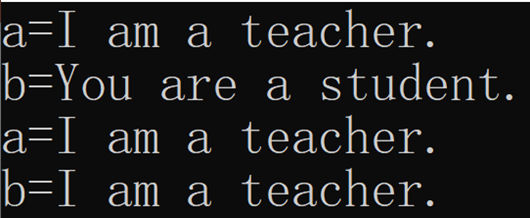 a=I am a teacher.
b=You are a student.
a=I am a teacher.
b=I am a teacher.